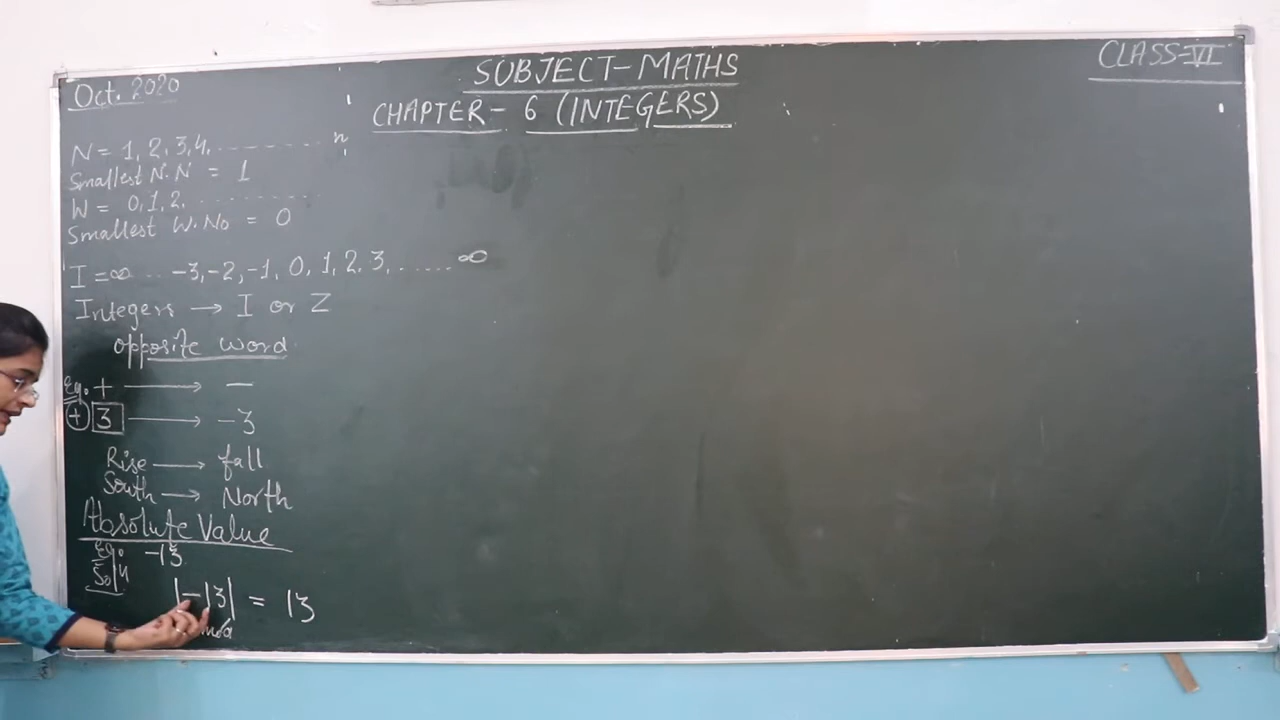 Oct. 2020
SUBJECT-MATHS
CLASS-VI
CHAPTER- 6 (INTEGERS)
N = 1, 2, 3, 4, .......... n
Smallest N.N = 1
W = 0, 1, 2, ..........
Smallest W.No = 0
I = ∞ ... -3, -2, -1, 0, 1, 2, 3, ...... ∞
Integers → I or Z
opposite word
Eg. + → −
+ 3 → -3
Rise → fall
South → North
Absolute Value
Eg. -13
Soln
|-13| = 13